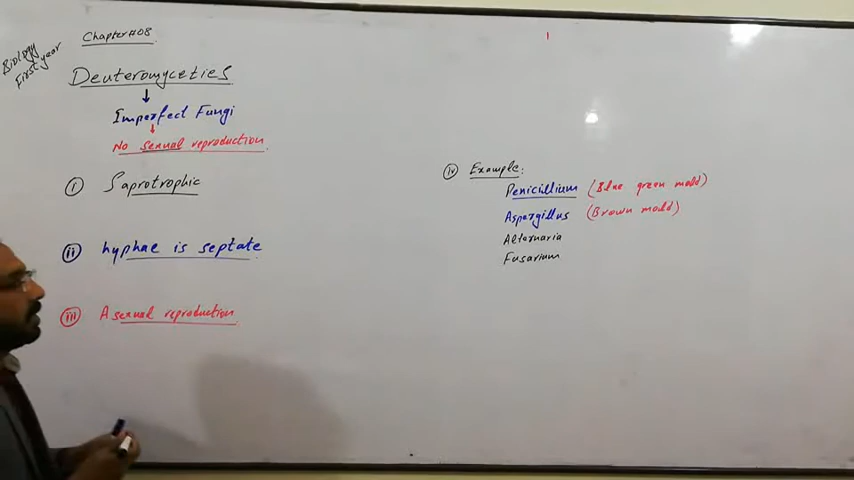 Biology
First year
Chapter#08
Deuteromyceties
Imperfect Fungi
No sexual reproduction
(i) Saprotrophic
(ii) hyphae is septate
(iii) Asexual reproduction
(iv) Example:
Penicillium (Blue green mold)
Aspergillus (Brown mold)
Alternaria
Fusarium